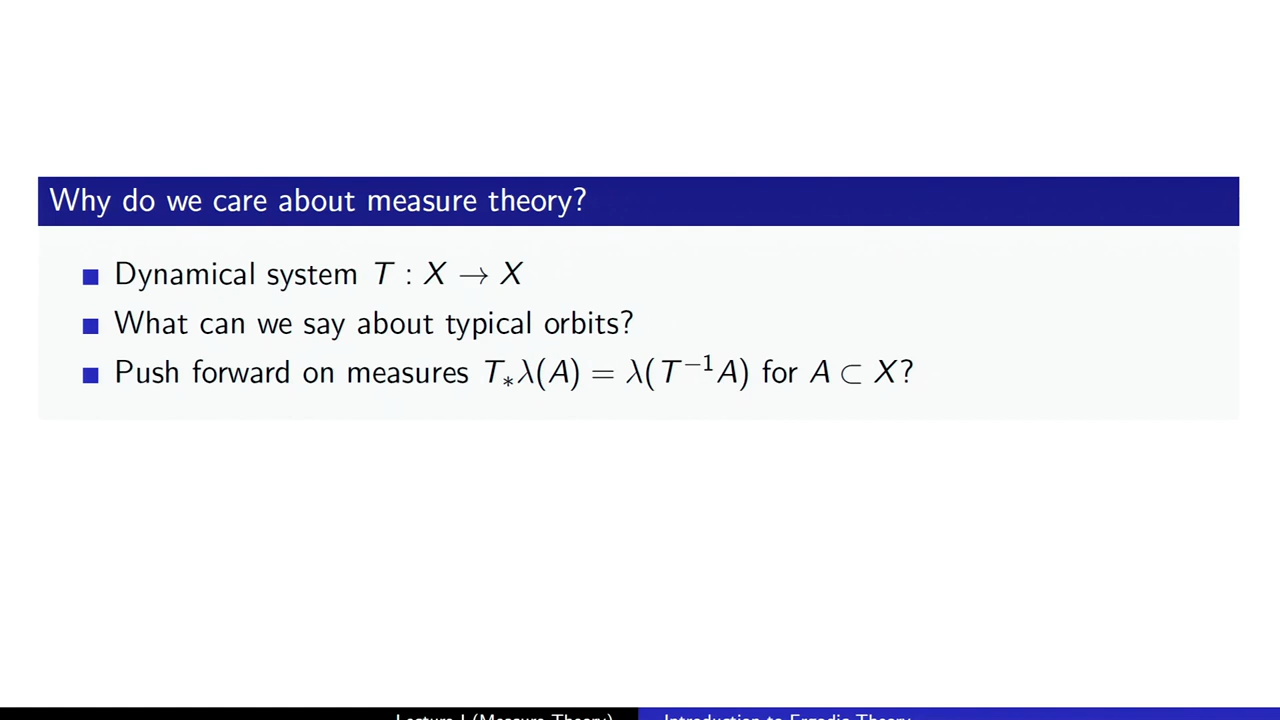 Why do we care about measure theory?
Dynamical system T : X → X
What can we say about typical orbits?
Push forward on measures T∗λ(A) = λ(T⁻¹A) for A ⊂ X?
Lecture I (Measure Theory) Introduction to Ergodic Theory